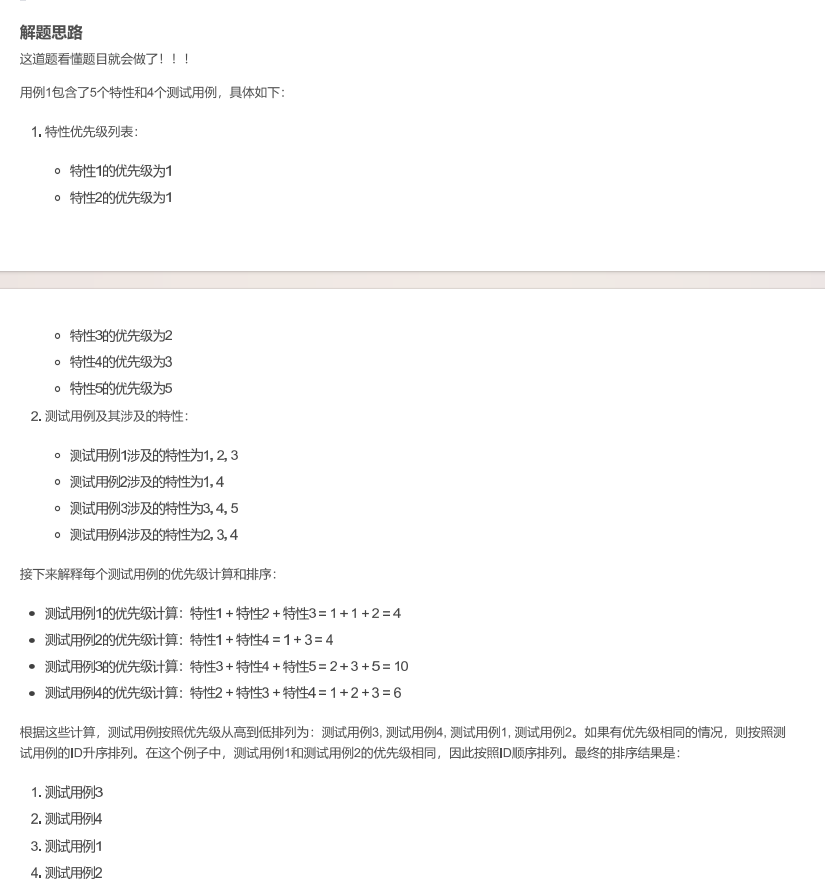 解题思路
这道题看懂题目就会做了！！！
用例1包含了5个特性和4个测试用例，具体如下：
1. 特性优先级列表：
特性1的优先级为1
特性2的优先级为1
特性3的优先级为2
特性4的优先级为3
特性5的优先级为5
2. 测试用例及其涉及的特性：
测试用例1涉及的特性为1, 2, 3
测试用例2涉及的特性为1, 4
测试用例3涉及的特性为3, 4, 5
测试用例4涉及的特性为2, 3, 4
接下来解释每个测试用例的优先级计算和排序：
测试用例1的优先级计算：特性1 + 特性2 + 特性3 = 1 + 1 + 2 = 4
测试用例2的优先级计算：特性1 + 特性4 = 1 + 3 = 4
测试用例3的优先级计算：特性3 + 特性4 + 特性5 = 2 + 3 + 5 = 10
测试用例4的优先级计算：特性2 + 特性3 + 特性4 = 1 + 2 + 3 = 6
根据这些计算，测试用例按照优先级从高到低排列为：测试用例3, 测试用例4, 测试用例1, 测试用例2。如果有优先级相同的情况，则按照测
试用例的ID升序排列。在这个例子中，测试用例1和测试用例2的优先级相同，因此按照ID顺序排列。最终的排序结果是：
1. 测试用例3
2. 测试用例4
3. 测试用例1
4. 测试用例2